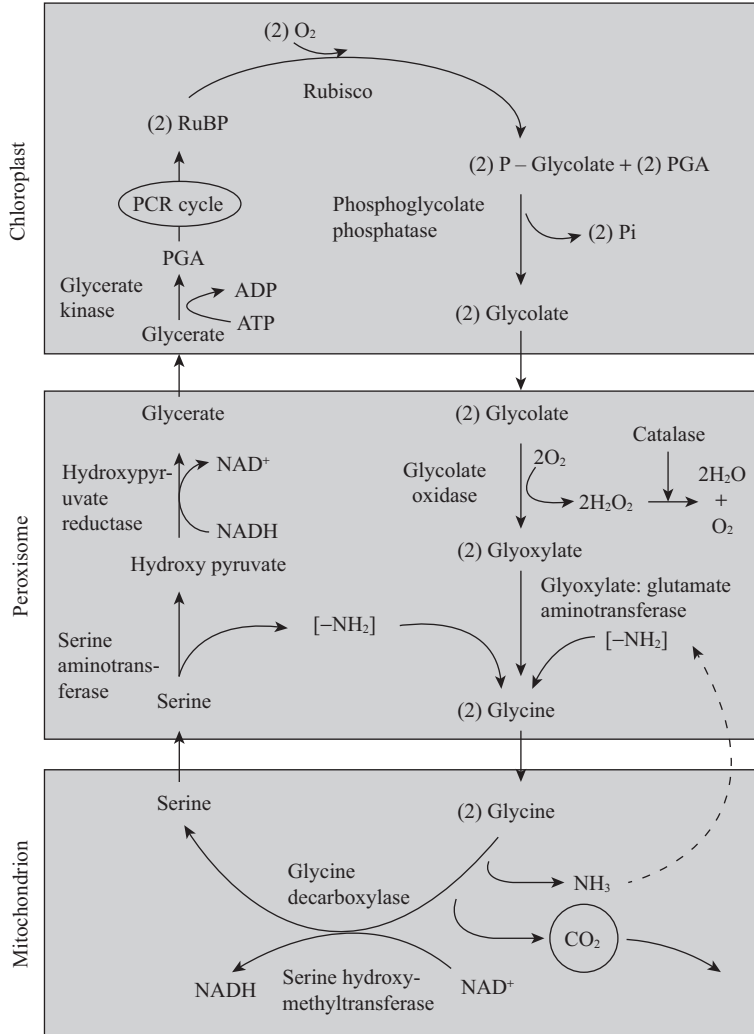 Chloroplast
(2) O₂
Rubisco
(2) RuBP
(2) P – Glycolate + (2) PGA
PCR cycle
Phosphoglycolate
phosphatase
(2) Pi
PGA
Glycerate
kinase
ADP
ATP
Glycerate
(2) Glycolate
Peroxisome
Glycerate
(2) Glycolate
Hydroxypyr-
uvate
reductase
NAD⁺
NADH
Glycolate
oxidase
2O₂
Catalase
2H₂O₂
2H₂O
+
O₂
Hydroxy pyruvate
(2) Glyoxylate
Glyoxylate: glutamate
aminotransferase
Serine
aminotrans-
ferase
[−NH₂]
[−NH₂]
Serine
(2) Glycine
Mitochondrion
Serine
(2) Glycine
Glycine
decarboxylase
NH₃
CO₂
NADH
Serine hydroxy-
methyltransferase
NAD⁺